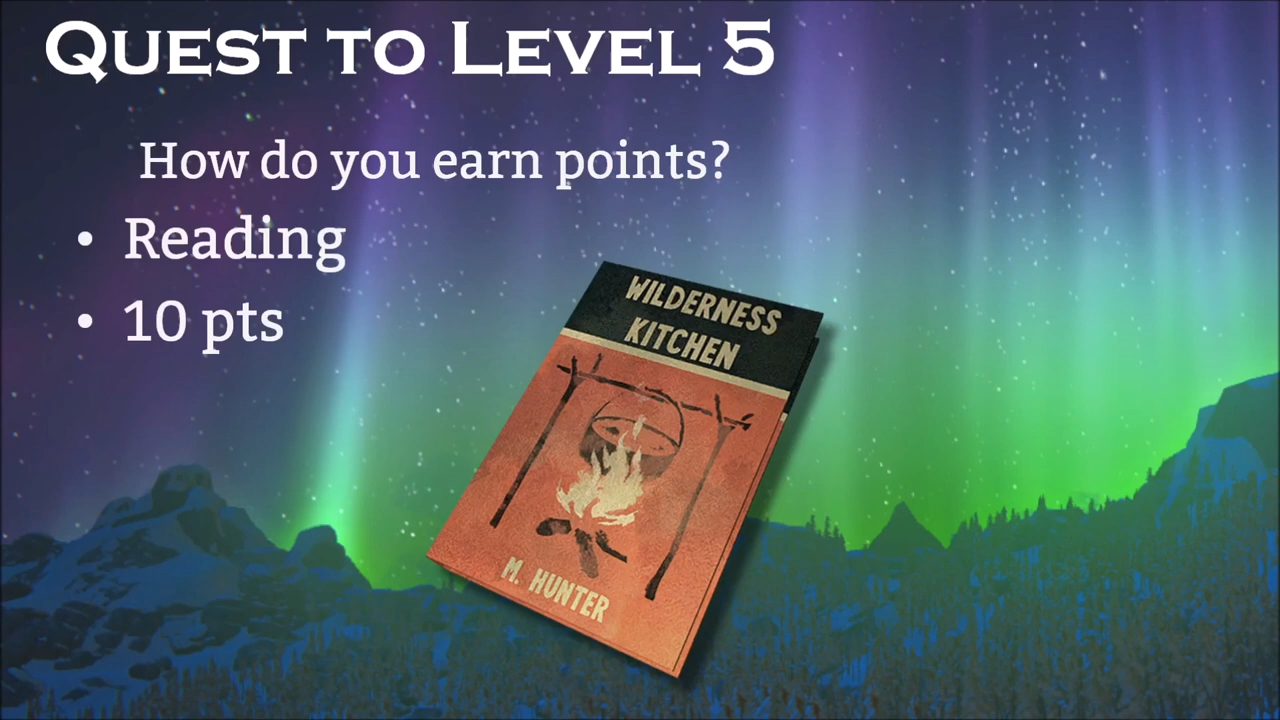 QUEST TO LEVEL 5
How do you earn points?
• Reading
• 10 pts
WILDERNESS
KITCHEN
M. HUNTER